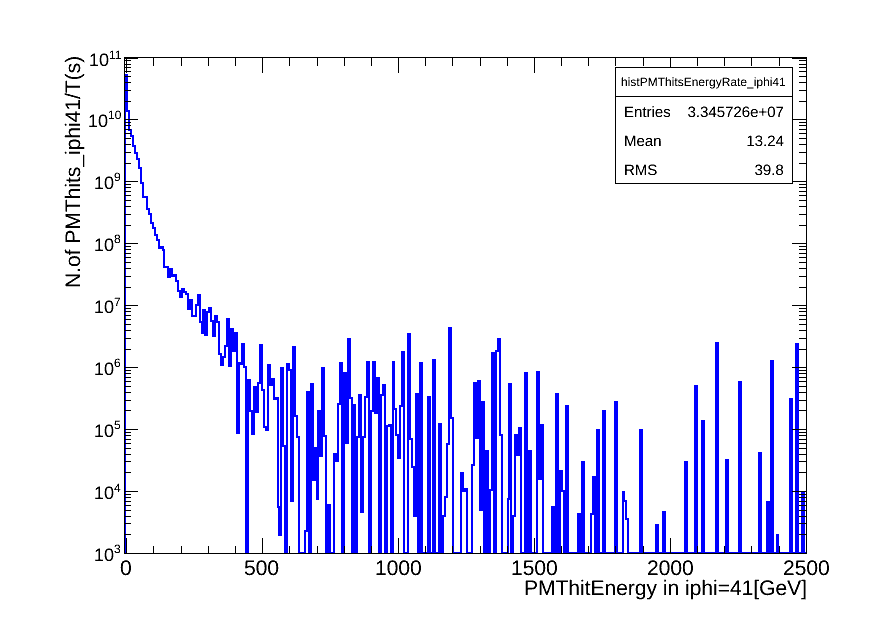 N.of PMThits_iphi41/T(s)
10^11
10^10
10^9
10^8
10^7
10^6
10^5
10^4
10^3
histPMThitsEnergyRate_iphi41
Entries 3.345726e+07
Mean 13.24
RMS 39.8
0 500 1000 1500 2000 2500
PMThitEnergy in iphi=41[GeV]